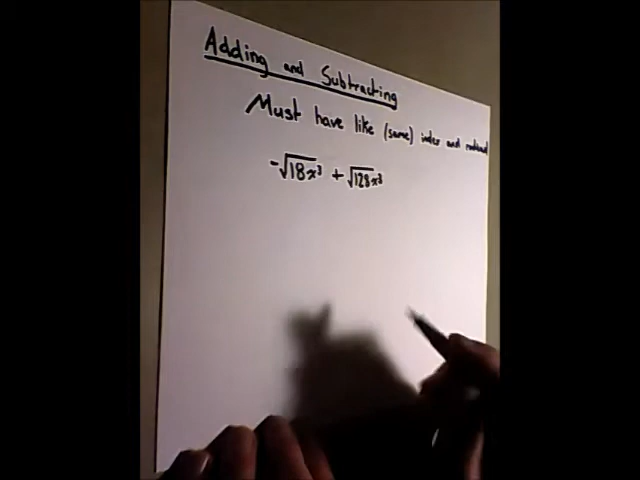 Adding and Subtracting
Must have like (same) index and radicand
-√18x³ + √128x³